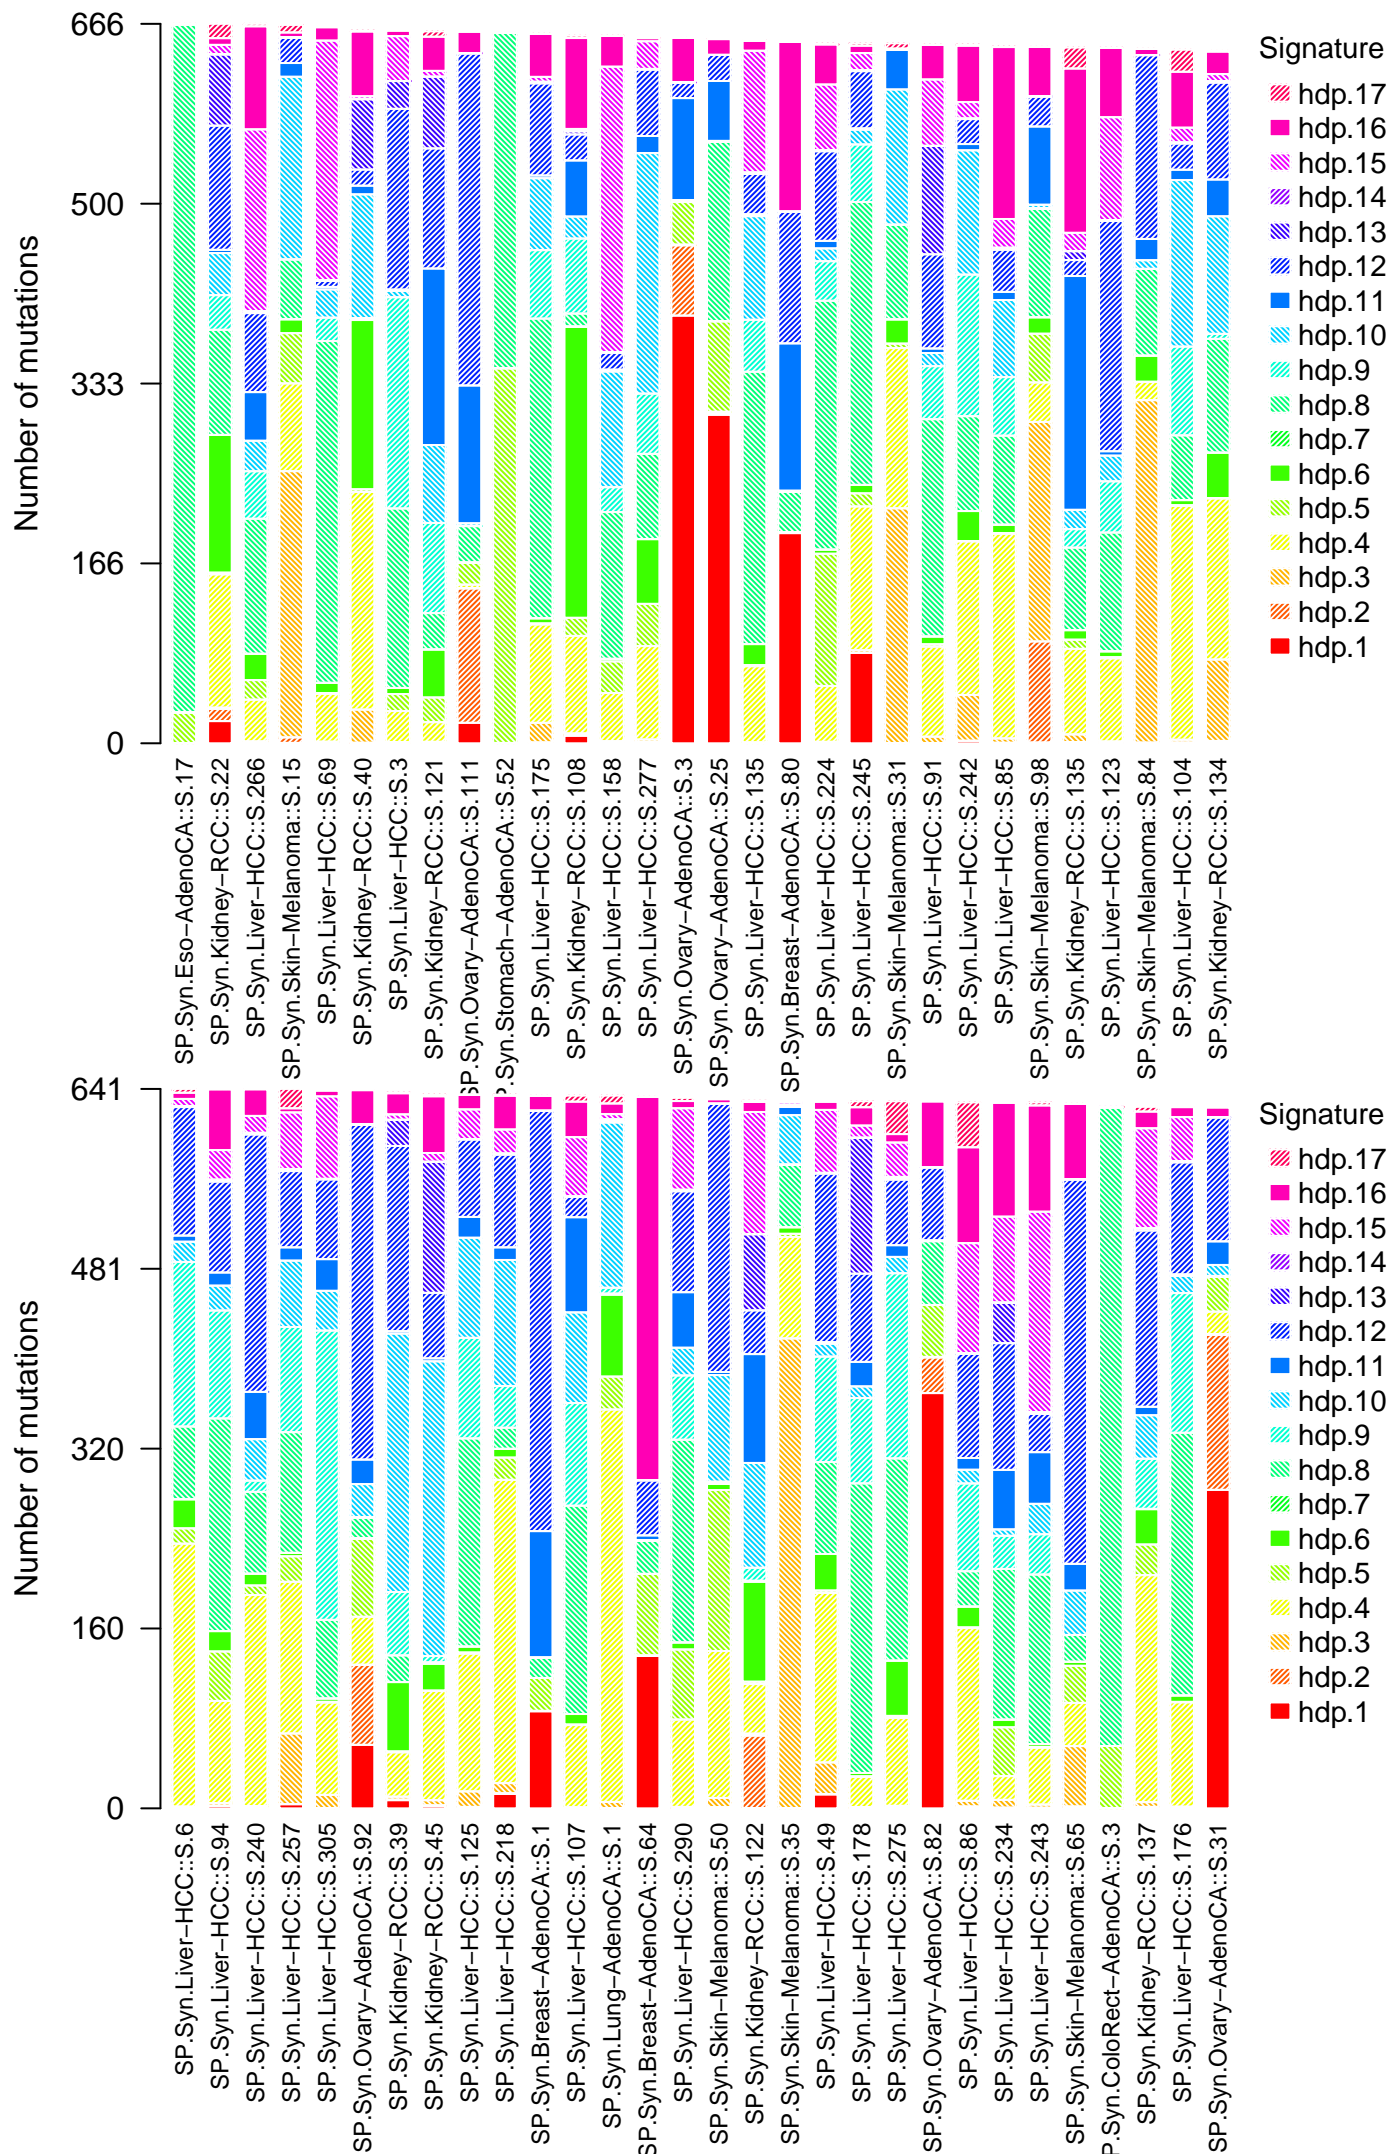 Number of mutations
666
500
333
166
0
SP.Syn.Eso−AdenoCA::S.17
SP.Syn.Kidney−RCC::S.22
SP.Syn.Liver−HCC::S.266
SP.Syn.Skin−Melanoma::S.15
SP.Syn.Liver−HCC::S.69
SP.Syn.Kidney−RCC::S.40
SP.Syn.Liver−HCC::S.3
SP.Syn.Kidney−RCC::S.121
SP.Syn.Ovary−AdenoCA::S.111
P.Syn.Stomach−AdenoCA::S.52
SP.Syn.Liver−HCC::S.175
SP.Syn.Kidney−RCC::S.108
SP.Syn.Liver−HCC::S.158
SP.Syn.Liver−HCC::S.277
SP.Syn.Ovary−AdenoCA::S.3
SP.Syn.Ovary−AdenoCA::S.25
SP.Syn.Liver−HCC::S.135
SP.Syn.Breast−AdenoCA::S.80
SP.Syn.Liver−HCC::S.224
SP.Syn.Liver−HCC::S.245
SP.Syn.Skin−Melanoma::S.31
SP.Syn.Liver−HCC::S.91
SP.Syn.Liver−HCC::S.242
SP.Syn.Liver−HCC::S.85
SP.Syn.Skin−Melanoma::S.98
SP.Syn.Kidney−RCC::S.135
SP.Syn.Liver−HCC::S.123
SP.Syn.Skin−Melanoma::S.84
SP.Syn.Liver−HCC::S.104
SP.Syn.Kidney−RCC::S.134
Signature
hdp.17
hdp.16
hdp.15
hdp.14
hdp.13
hdp.12
hdp.11
hdp.10
hdp.9
hdp.8
hdp.7
hdp.6
hdp.5
hdp.4
hdp.3
hdp.2
hdp.1
Number of mutations
641
481
320
160
0
SP.Syn.Liver−HCC::S.6
SP.Syn.Liver−HCC::S.94
SP.Syn.Liver−HCC::S.240
SP.Syn.Liver−HCC::S.257
SP.Syn.Liver−HCC::S.305
SP.Syn.Ovary−AdenoCA::S.92
SP.Syn.Kidney−RCC::S.39
SP.Syn.Kidney−RCC::S.45
SP.Syn.Liver−HCC::S.125
SP.Syn.Liver−HCC::S.218
SP.Syn.Breast−AdenoCA::S.1
SP.Syn.Liver−HCC::S.107
SP.Syn.Lung−AdenoCA::S.1
SP.Syn.Breast−AdenoCA::S.64
SP.Syn.Liver−HCC::S.290
SP.Syn.Skin−Melanoma::S.50
SP.Syn.Kidney−RCC::S.122
SP.Syn.Skin−Melanoma::S.35
SP.Syn.Liver−HCC::S.49
SP.Syn.Liver−HCC::S.178
SP.Syn.Liver−HCC::S.275
SP.Syn.Ovary−AdenoCA::S.82
SP.Syn.Liver−HCC::S.86
SP.Syn.Liver−HCC::S.234
SP.Syn.Liver−HCC::S.243
SP.Syn.Skin−Melanoma::S.65
SP.Syn.ColoRect−AdenoCA::S.3
SP.Syn.Kidney−RCC::S.137
SP.Syn.Liver−HCC::S.176
SP.Syn.Ovary−AdenoCA::S.31
Signature
hdp.17
hdp.16
hdp.15
hdp.14
hdp.13
hdp.12
hdp.11
hdp.10
hdp.9
hdp.8
hdp.7
hdp.6
hdp.5
hdp.4
hdp.3
hdp.2
hdp.1